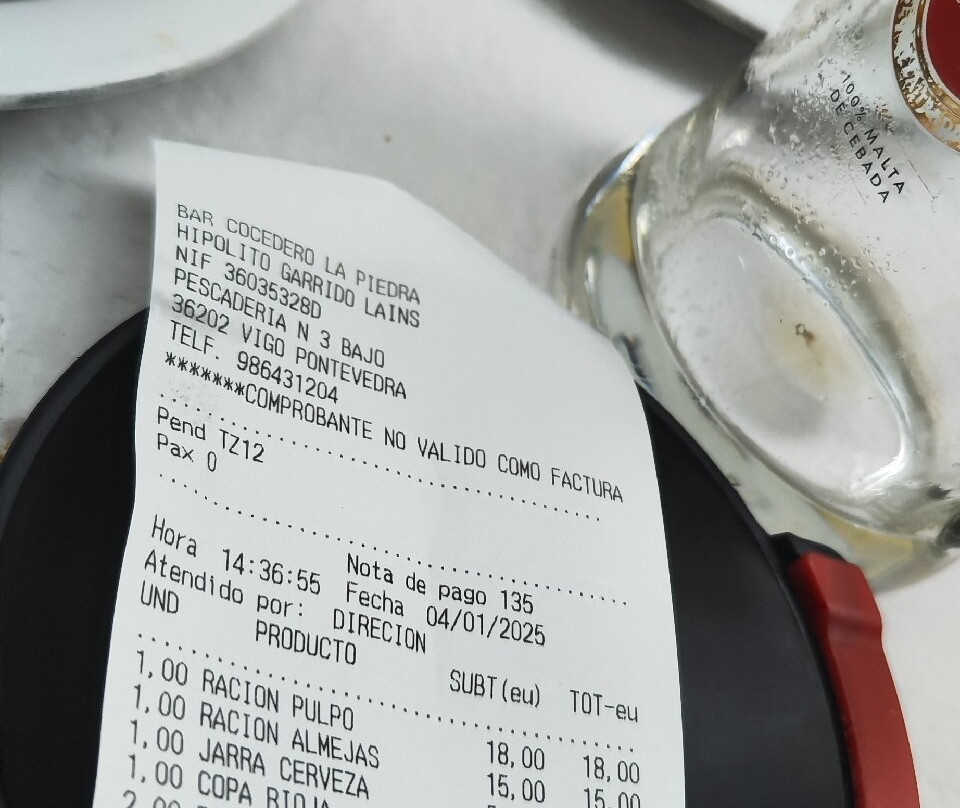 100% MALTA
DE CEBADA
BAR COCEDERO LA PIEDRA
HIPOLITO GARRIDO LAINS
NIF 36035328D
PESCADERIA N 3 BAJO
36202 VIGO PONTEVEDRA
TELF. 986431204
*******COMPROBANTE NO VALIDO COMO FACTURA
Pend TZ12
Pax 0
Nota de pago 135
Hora 14:36:55 Fecha 04/01/2025
Atendido por: DIRECION
UND PRODUCTO SUBT(eu) TOT-eu
1,00 RACION PULPO 18,00 18,00
1,00 RACION ALMEJAS 15,00 15,00
1,00 JARRA CERVEZA
1,00 COPA RIOJA
2,00